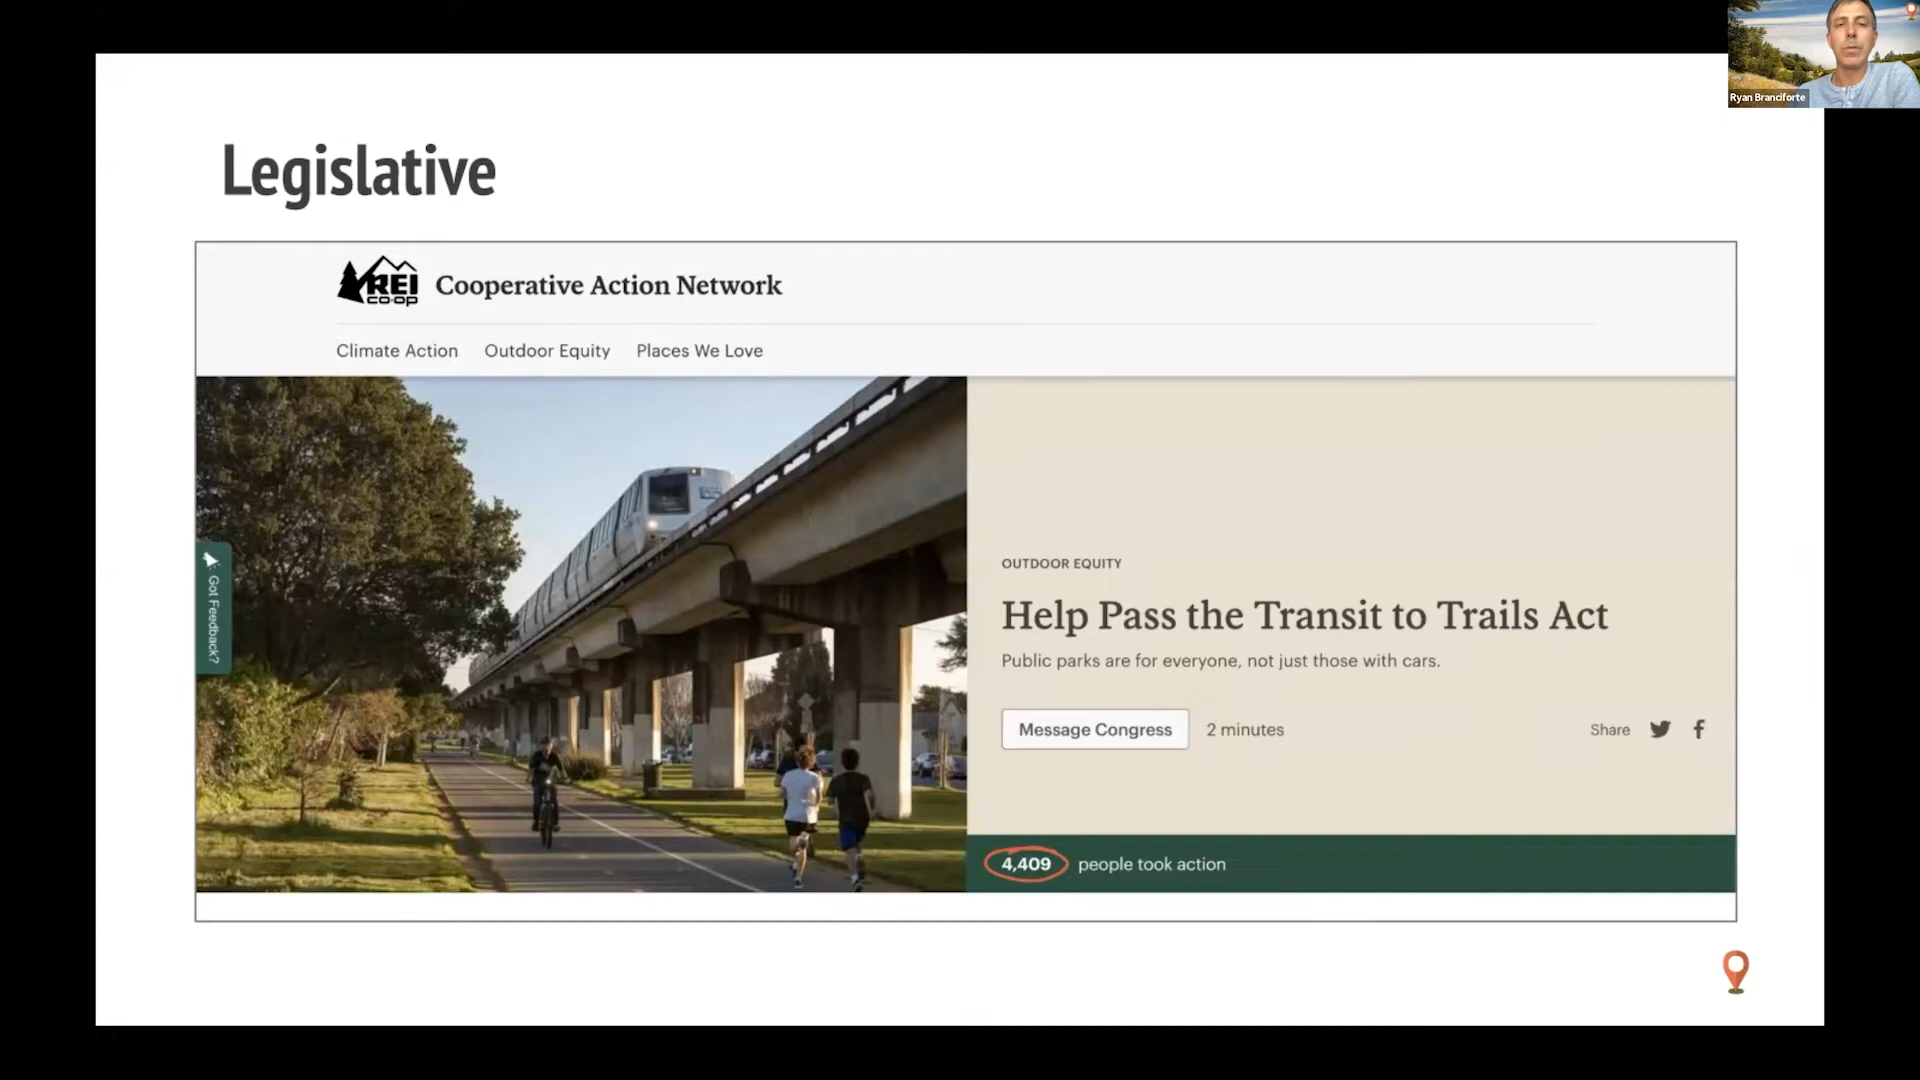 Ryan Branciforte
Legislative
REI
co-op
Cooperative Action Network
Climate Action Outdoor Equity Places We Love
Got Feedback?
OUTDOOR EQUITY
Help Pass the Transit to Trails Act
Public parks are for everyone, not just those with cars.
Message Congress 2 minutes Share
4,409 people took action